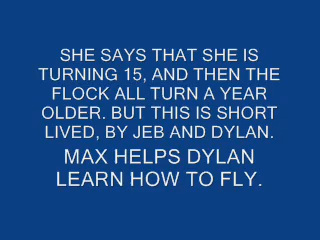 SHE SAYS THAT SHE IS
TURNING 15, AND THEN THE
FLOCK ALL TURN A YEAR
OLDER. BUT THIS IS SHORT
LIVED, BY JEB AND DYLAN.
MAX HELPS DYLAN
LEARN HOW TO FLY.